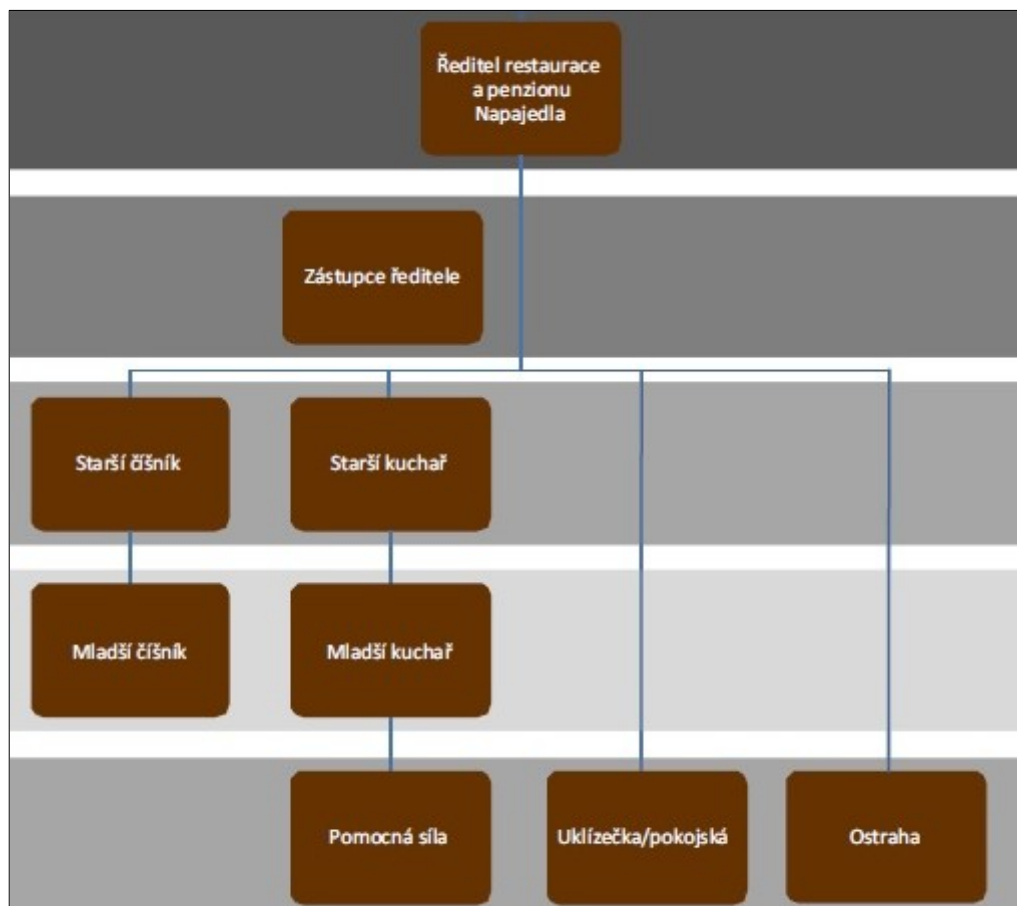 Ředitel restaurace
a penzionu
Napajedla
Zástupce ředitele
Starší číšník
Starší kuchař
Mladší číšník
Mladší kuchař
Pomocná síla
Uklízečka/pokojská
Ostraha